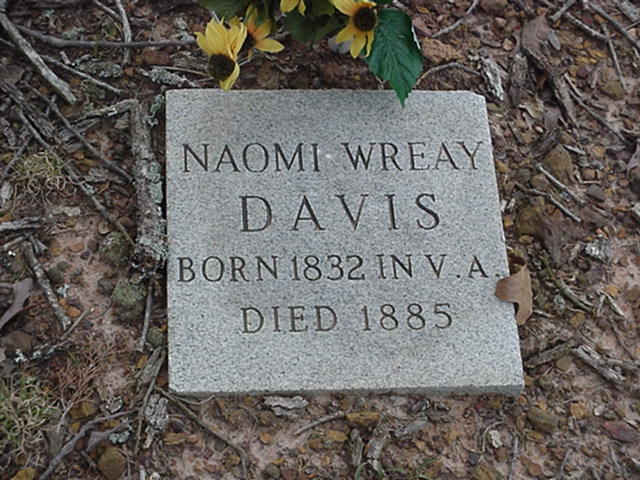 NAOMI WREAY
DAVIS
BORN 1832 IN V.A.
DIED 1885